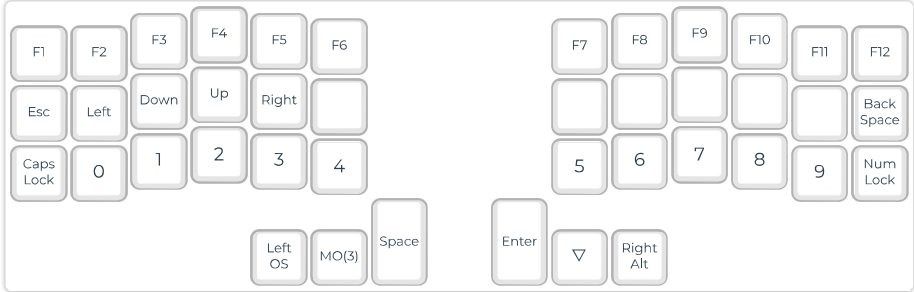 F1 F2 F3 F4 F5 F6 F7 F8 F9 F10 F11 F12
Esc Left Down Up Right Back
Space
Caps
Lock 0 1 2 3 4 5 6 7 8 9 Num
Lock
Left
OS MO(3) Space Enter ▽ Right
Alt